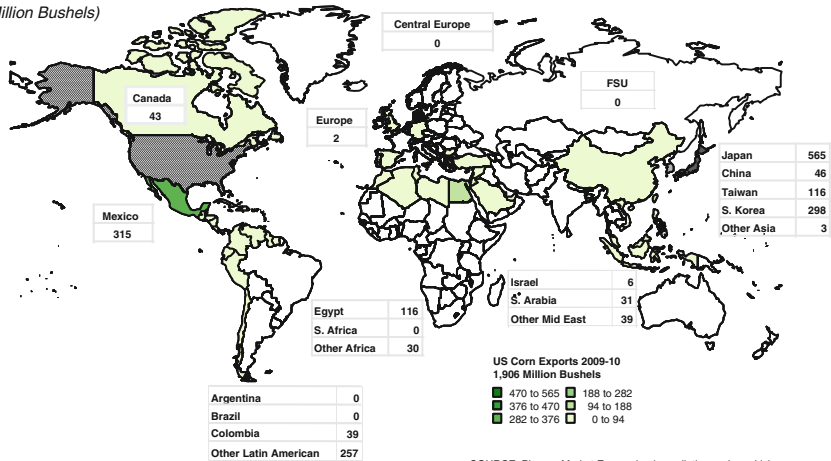 illion Bushels)
Central Europe
0
FSU
0
Canada
43
Europe
2
Japan 565
China 46
Taiwan 116
S. Korea 298
Other Asia 3
Mexico
315
Israel 6
S. Arabia 31
Other Mid East 39
Egypt 116
S. Africa 0
Other Africa 30
US Corn Exports 2009-10
1,906 Million Bushels
470 to 565 188 to 282
376 to 470 94 to 188
282 to 376 0 to 94
Argentina 0
Brazil 0
Colombia 39
Other Latin American 257